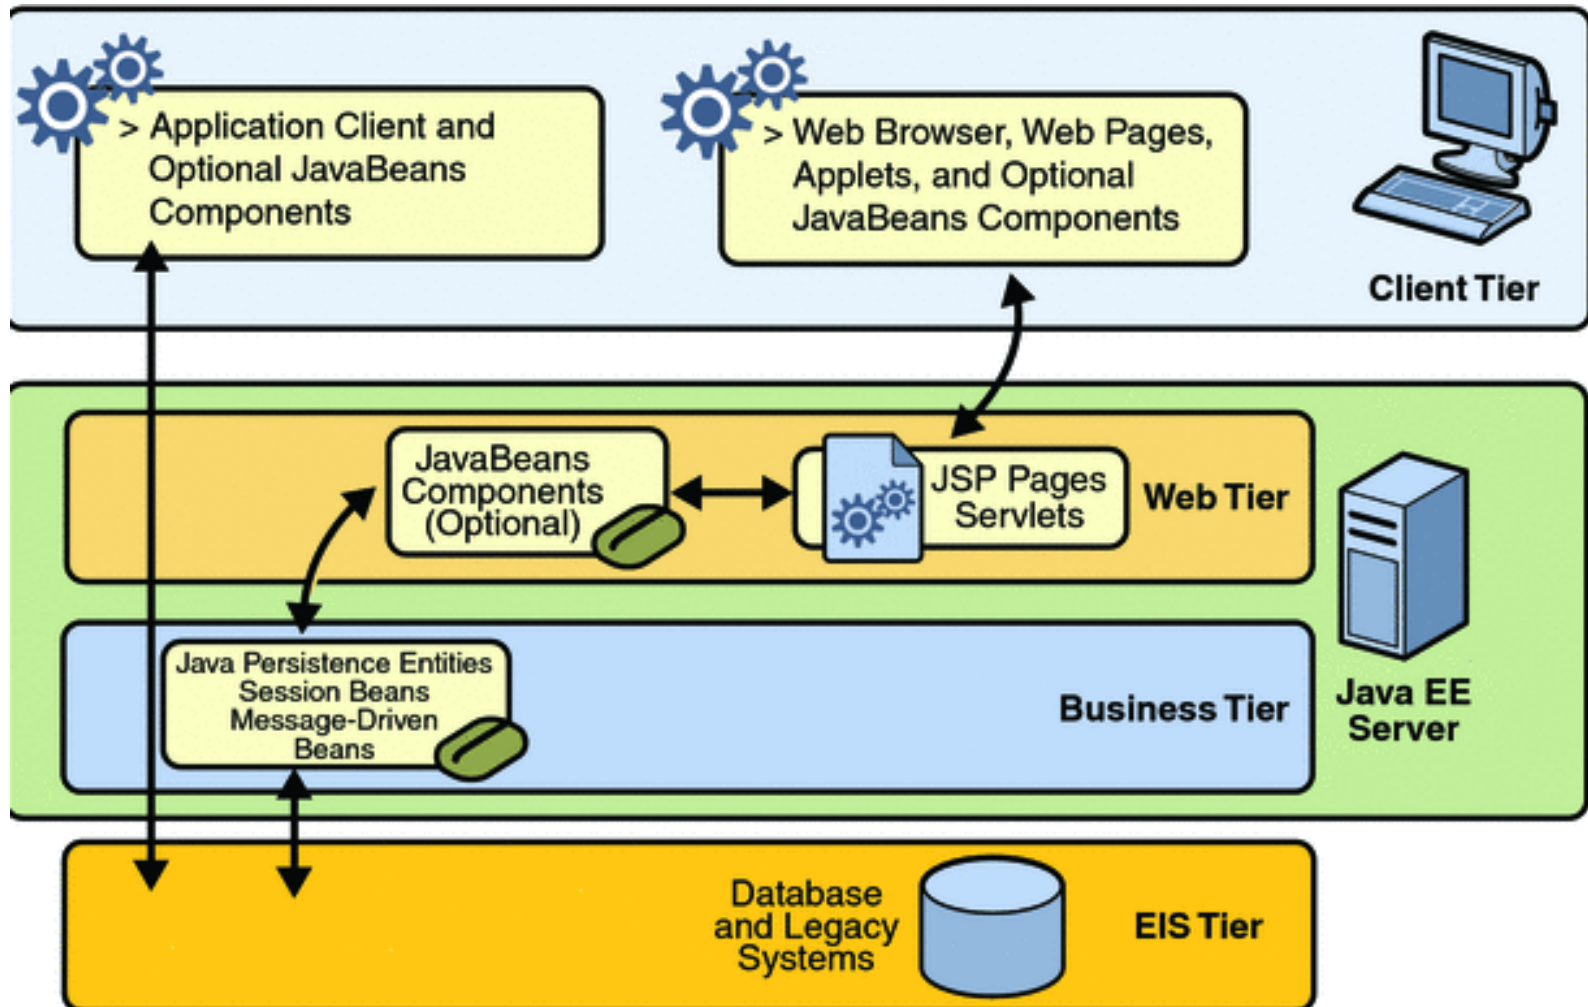 > Application Client and
Optional JavaBeans
Components
> Web Browser, Web Pages,
Applets, and Optional
JavaBeans Components
Client Tier
JavaBeans
Components
(Optional)
JSP Pages
Servlets
Web Tier
Java Persistence Entities
Session Beans
Message-Driven
Beans
Business Tier
Java EE
Server
Database
and Legacy
Systems
EIS Tier